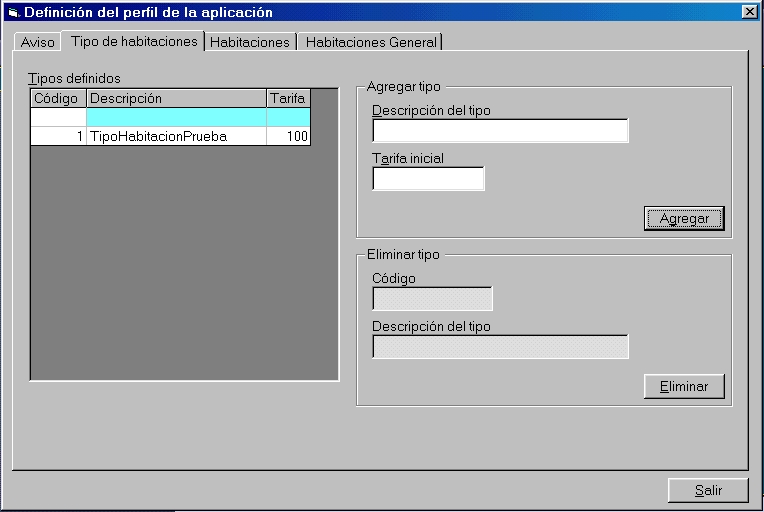 Definición del perfil de la aplicación
Aviso Tipo de habitaciones Habitaciones Habitaciones General
Tipos definidos
Código Descripción Tarifa
1 TipoHabitacionPrueba 100
Agregar tipo
Descripción del tipo
Tarifa inicial
Agregar
Eliminar tipo
Código
Descripción del tipo
Eliminar
Salir